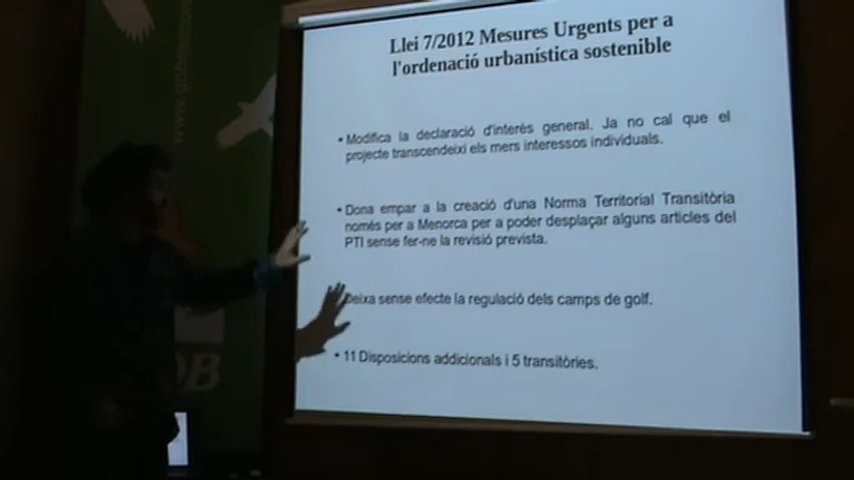 Llei 7/2012 Mesures Urgents per a
l'ordenació urbanística sostenible
• Modifica la declaració d'interès general. Ja no cal que el
projecte transcendeixi els mers interessos individuals.
• Dona empar a la creació d'una Norma Territorial Transitòria
només per a Menorca per a poder desplaçar alguns articles del
PTI sense fer-ne la revisió prevista.
Deixa sense efecte la regulació dels camps de golf.
• 11 Disposicions addicionals i 5 transitòries.